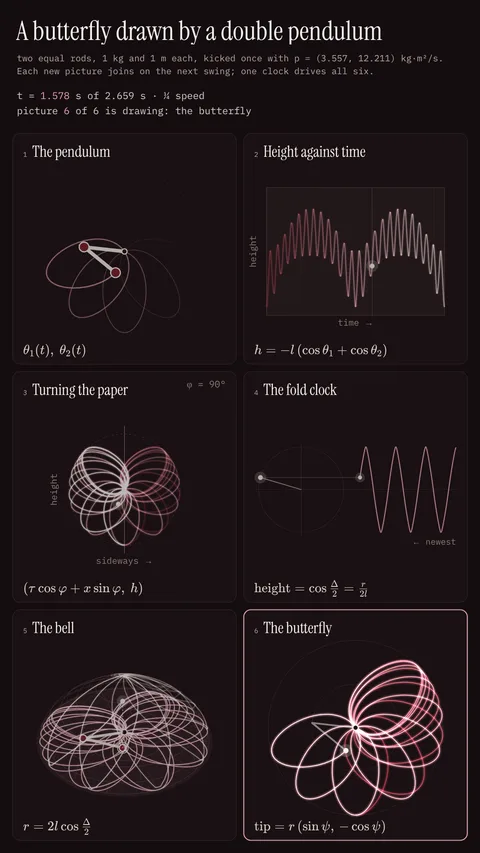 A butterfly drawn by a double pendulum
two equal rods, 1 kg and 1 m each, kicked once with p = (3.557, 12.211) kg·m²/s.
Each new picture joins on the next swing; one clock drives all six.
t = 1.578 s of 2.659 s · ¼ speed
picture 6 of 6 is drawing: the butterfly
1 The pendulum
θ₁(t), θ₂(t)
2 Height against time
height
time →
h = −l (cos θ₁ + cos θ₂)
3 Turning the paper
φ = 90°
height
sideways →
(τ cos φ + x sin φ, h)
4 The fold clock
← newest
height = cos Δ/2 = r/2l
5 The bell
r = 2l cos Δ/2
6 The butterfly
tip = r (sin ψ, − cos ψ)